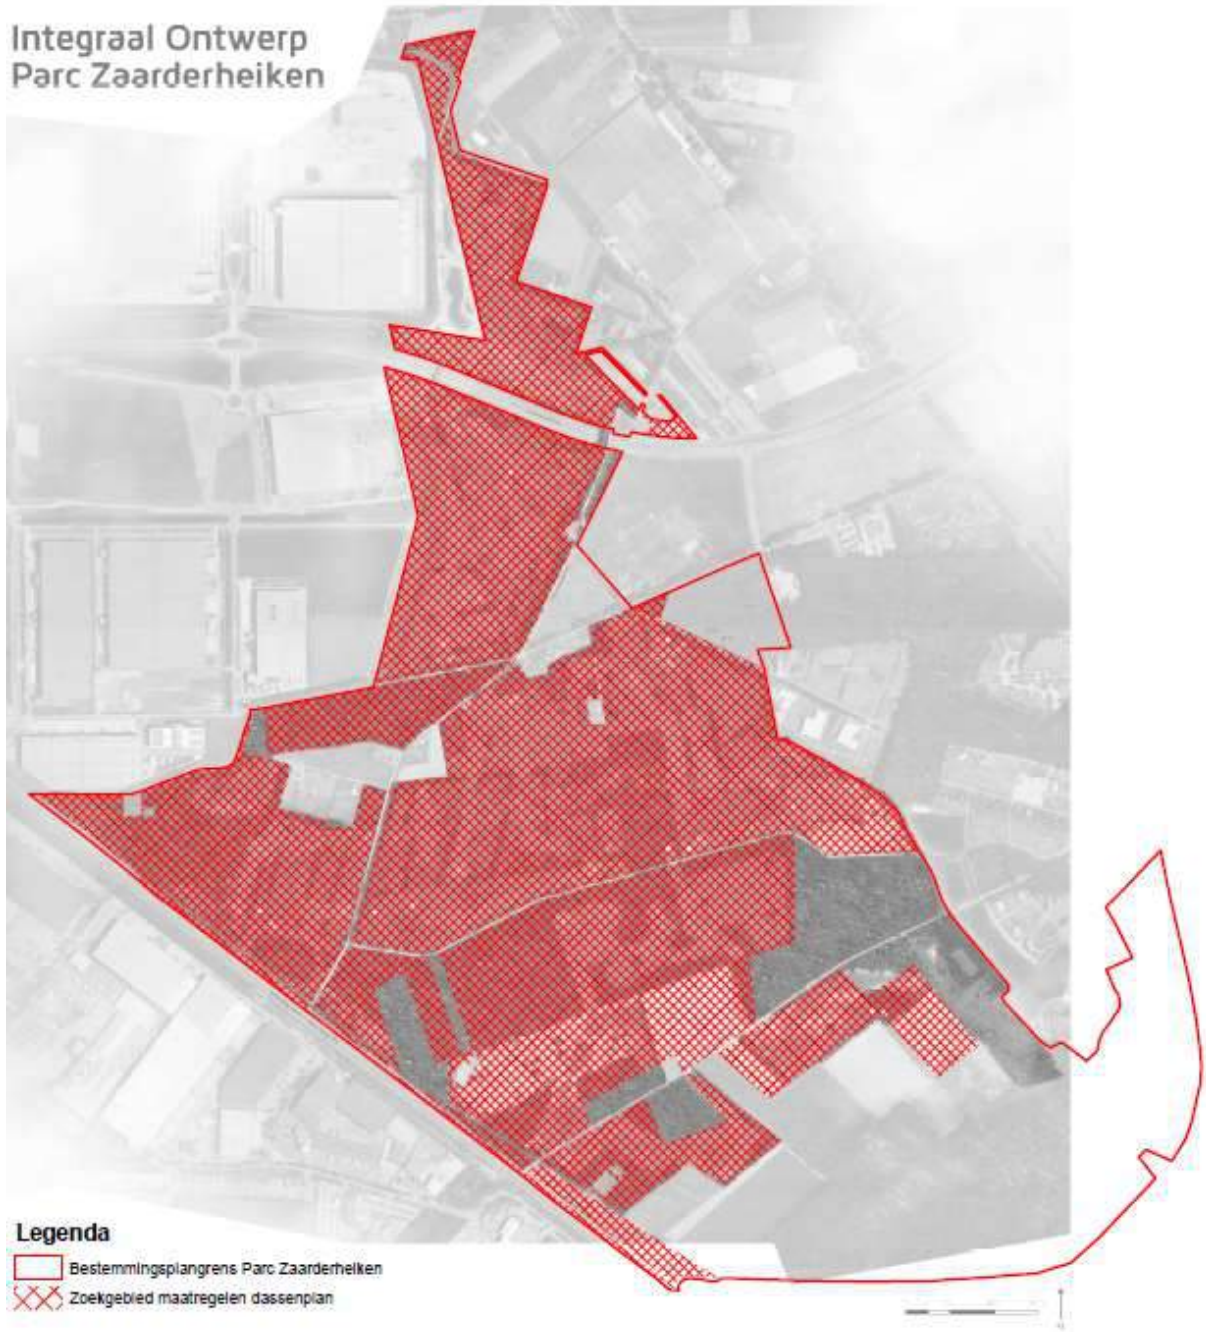 Integraal Ontwerp
Parc Zaarderheiken
Legenda
Bestemmingsplangrens Parc Zaarderheiken
Zoekgebied maatregelen dassenplan